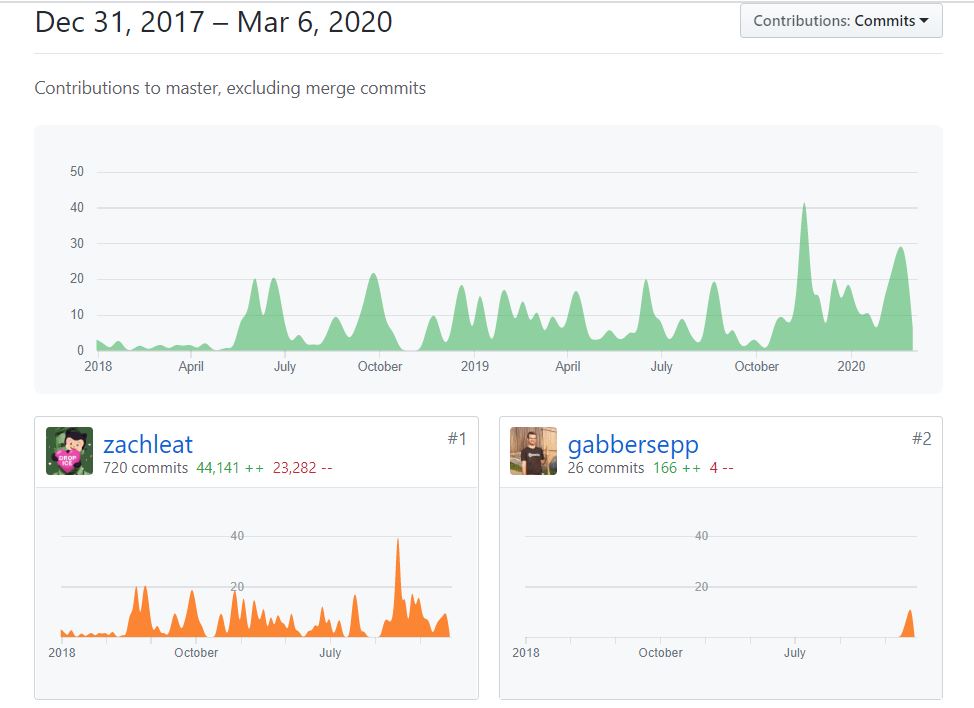 Dec 31, 2017 – Mar 6, 2020
Contributions: Commits
Contributions to master, excluding merge commits
50
40
30
20
10
0
2018 April July October 2019 April July October 2020
zachleat #1
720 commits 44,141 ++ 23,282 --
DROP
ICE
40
20
2018 October July
gabbersepp #2
26 commits 166 ++ 4 --
40
20
2018 October July